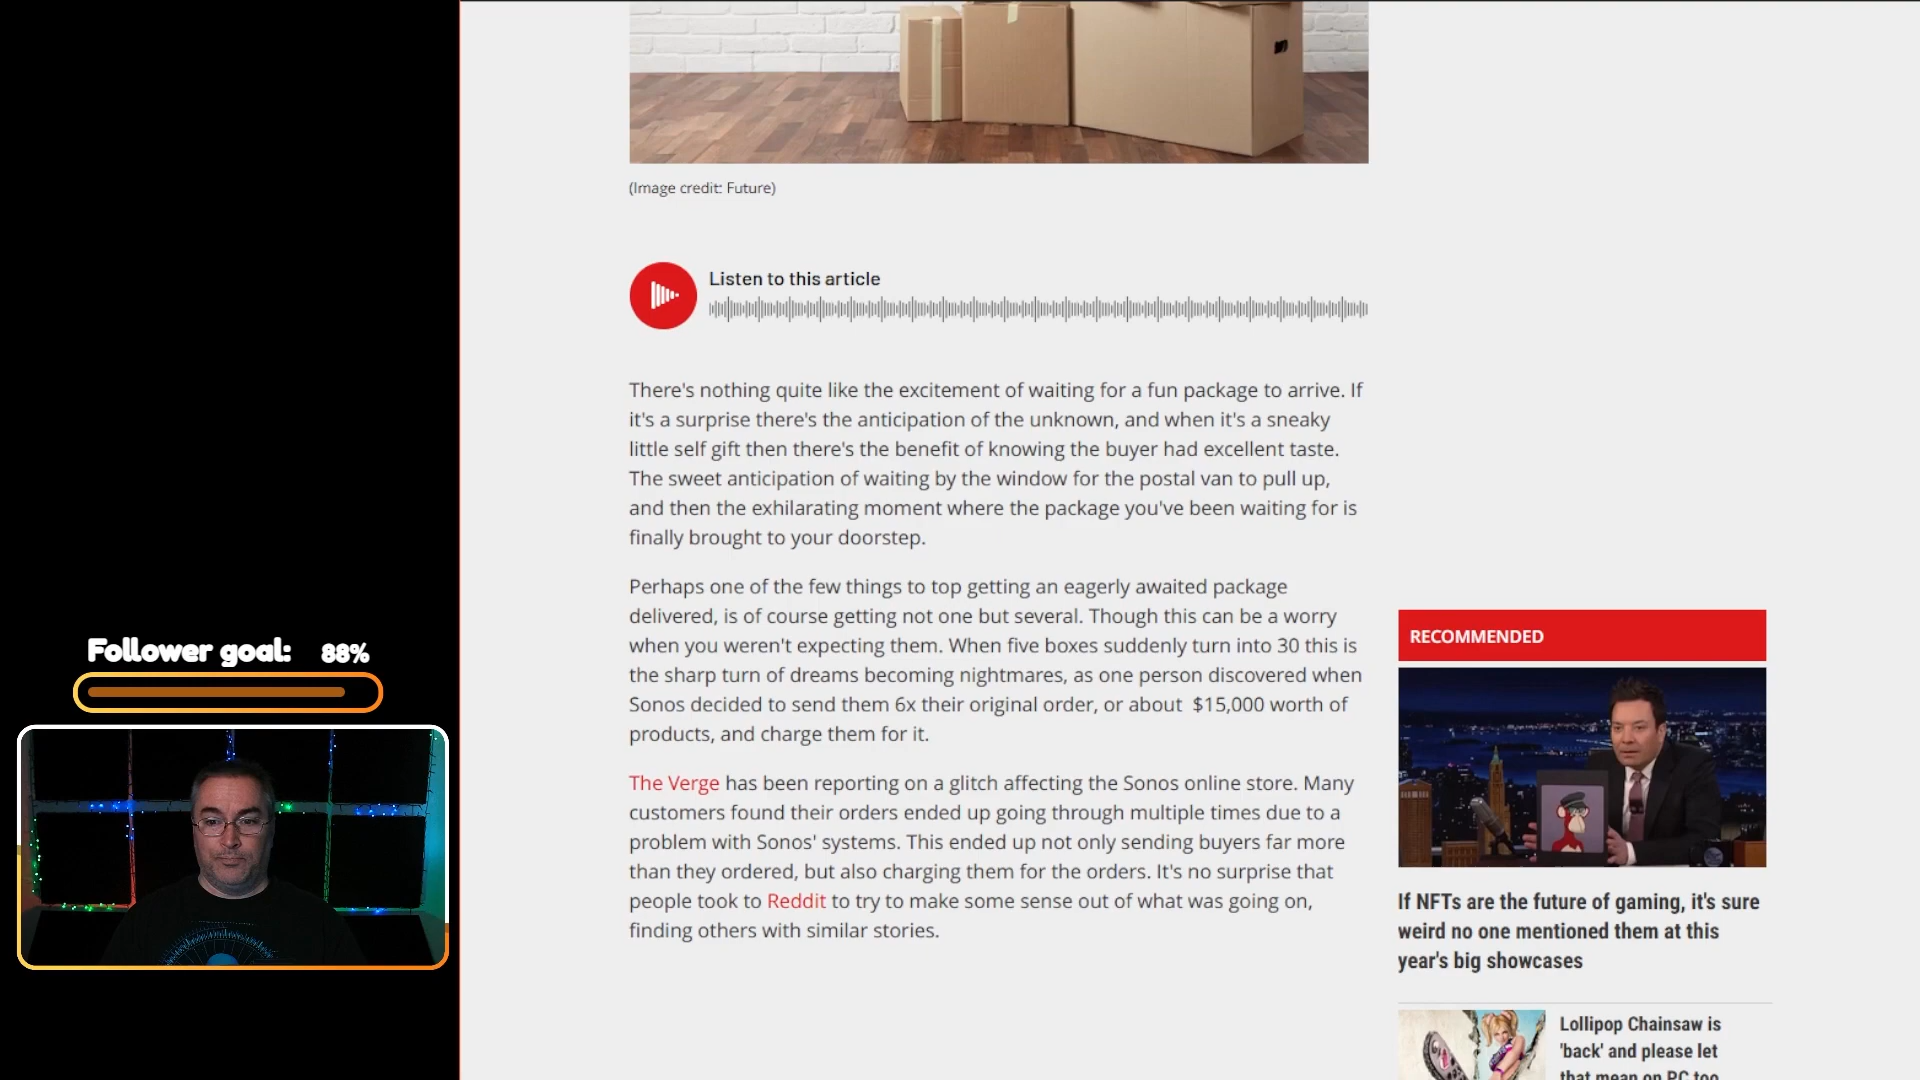 (Image credit: Future)
Listen to this article
There's nothing quite like the excitement of waiting for a fun package to arrive. If
it's a surprise there's the anticipation of the unknown, and when it's a sneaky
little self gift then there's the benefit of knowing the buyer had excellent taste.
The sweet anticipation of waiting by the window for the postal van to pull up,
and then the exhilarating moment where the package you've been waiting for is
finally brought to your doorstep.
Perhaps one of the few things to top getting an eagerly awaited package
delivered, is of course getting not one but several. Though this can be a worry
when you weren't expecting them. When five boxes suddenly turn into 30 this is
the sharp turn of dreams becoming nightmares, as one person discovered when
Sonos decided to send them 6x their original order, or about $15,000 worth of
products, and charge them for it.
The Verge has been reporting on a glitch affecting the Sonos online store. Many
customers found their orders ended up going through multiple times due to a
problem with Sonos' systems. This ended up not only sending buyers far more
than they ordered, but also charging them for the orders. It's no surprise that
people took to Reddit to try to make some sense out of what was going on,
finding others with similar stories.
RECOMMENDED
If NFTs are the future of gaming, it's sure
weird no one mentioned them at this
year's big showcases
Lollipop Chainsaw is
'back' and please let
that mean on PC too
Follower goal: 88%